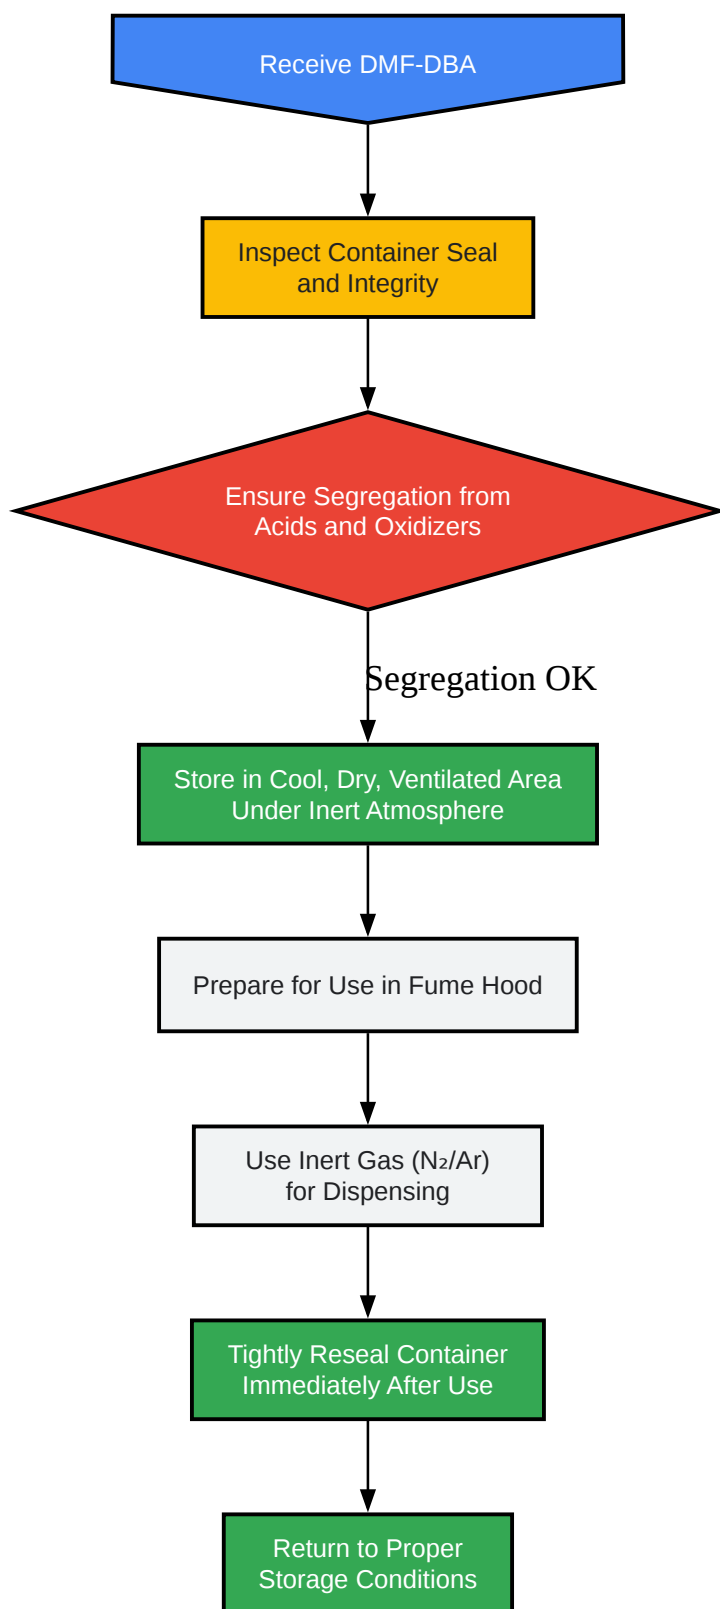 Receive DMF-DBA
Inspect Container Seal
and Integrity
Ensure Segregation from
Acids and Oxidizers
Segregation OK
Store in Cool, Dry, Ventilated Area
Under Inert Atmosphere
Prepare for Use in Fume Hood
Use Inert Gas (N₂/Ar)
for Dispensing
Tightly Reseal Container
Immediately After Use
Return to Proper
Storage Conditions